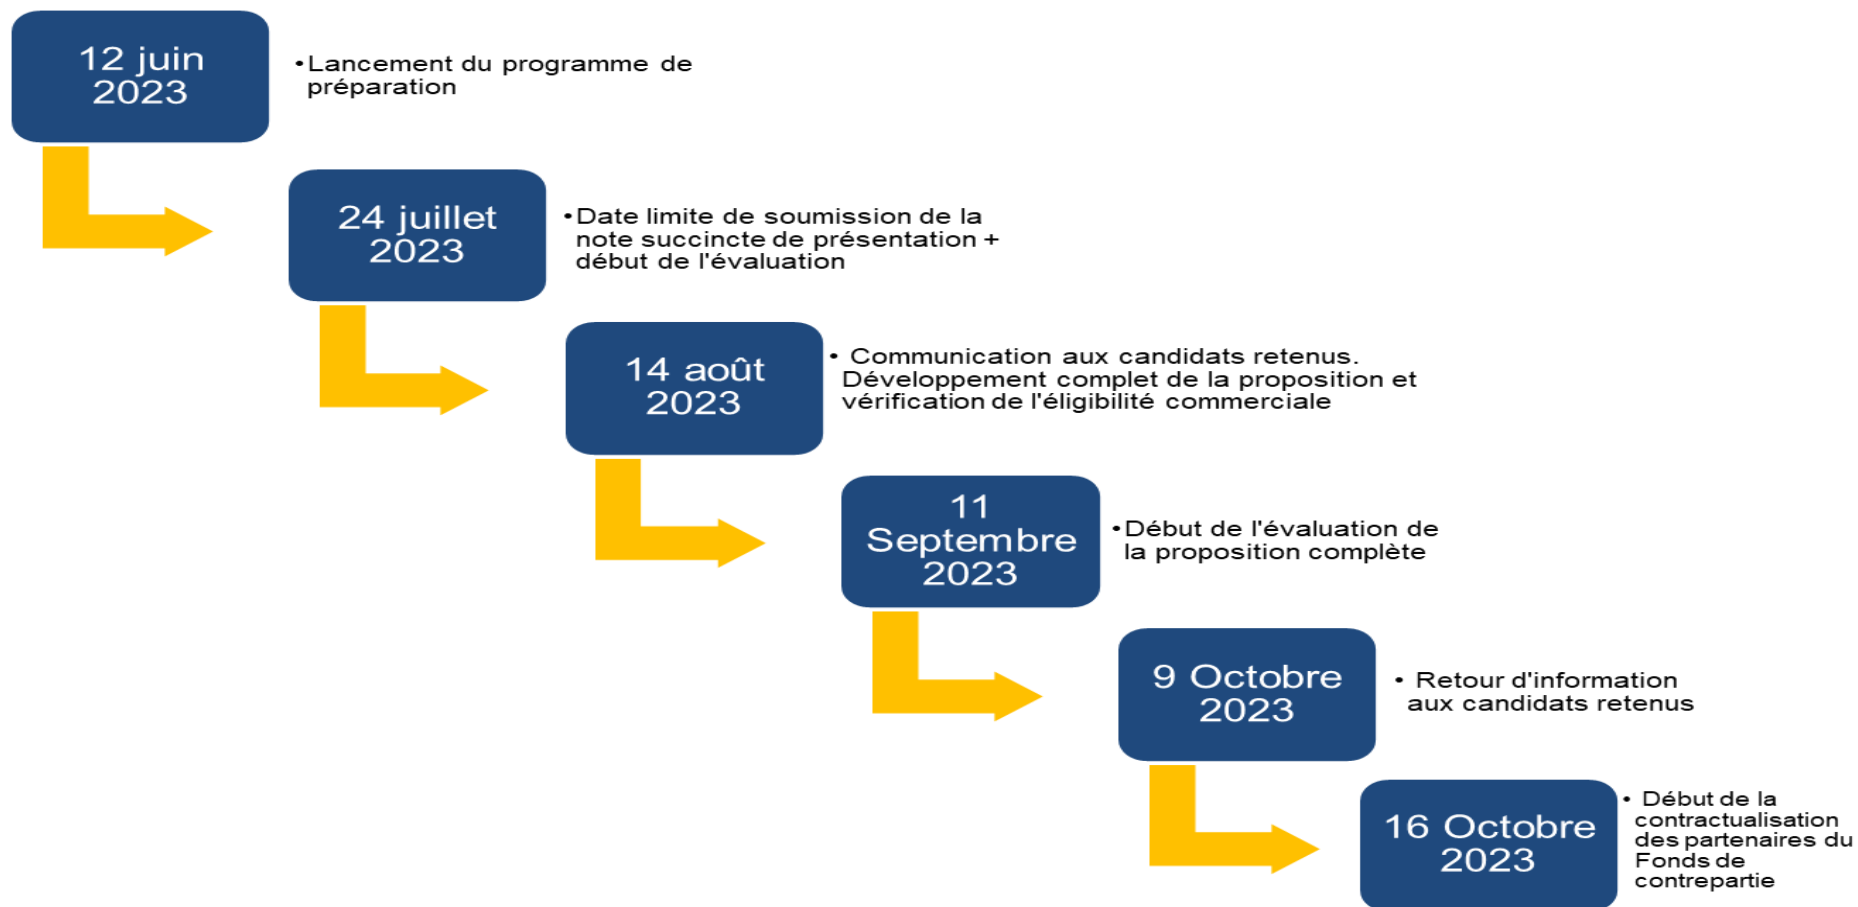 12 juin
2023
•Lancement du programme de
préparation
24 juillet
2023
•Date limite de soumission de la
note succincte de présentation +
début de l'évaluation
14 août
2023
• Communication aux candidats retenus.
Développement complet de la proposition et
vérification de l'éligibilité commerciale
11
Septembre
2023
•Début de l'évaluation de
la proposition complète
9 Octobre
2023
• Retour d'information
aux candidats retenus
16 Octobre
2023
• Début de la
contractualisation
des partenaires du
Fonds de
contrepartie